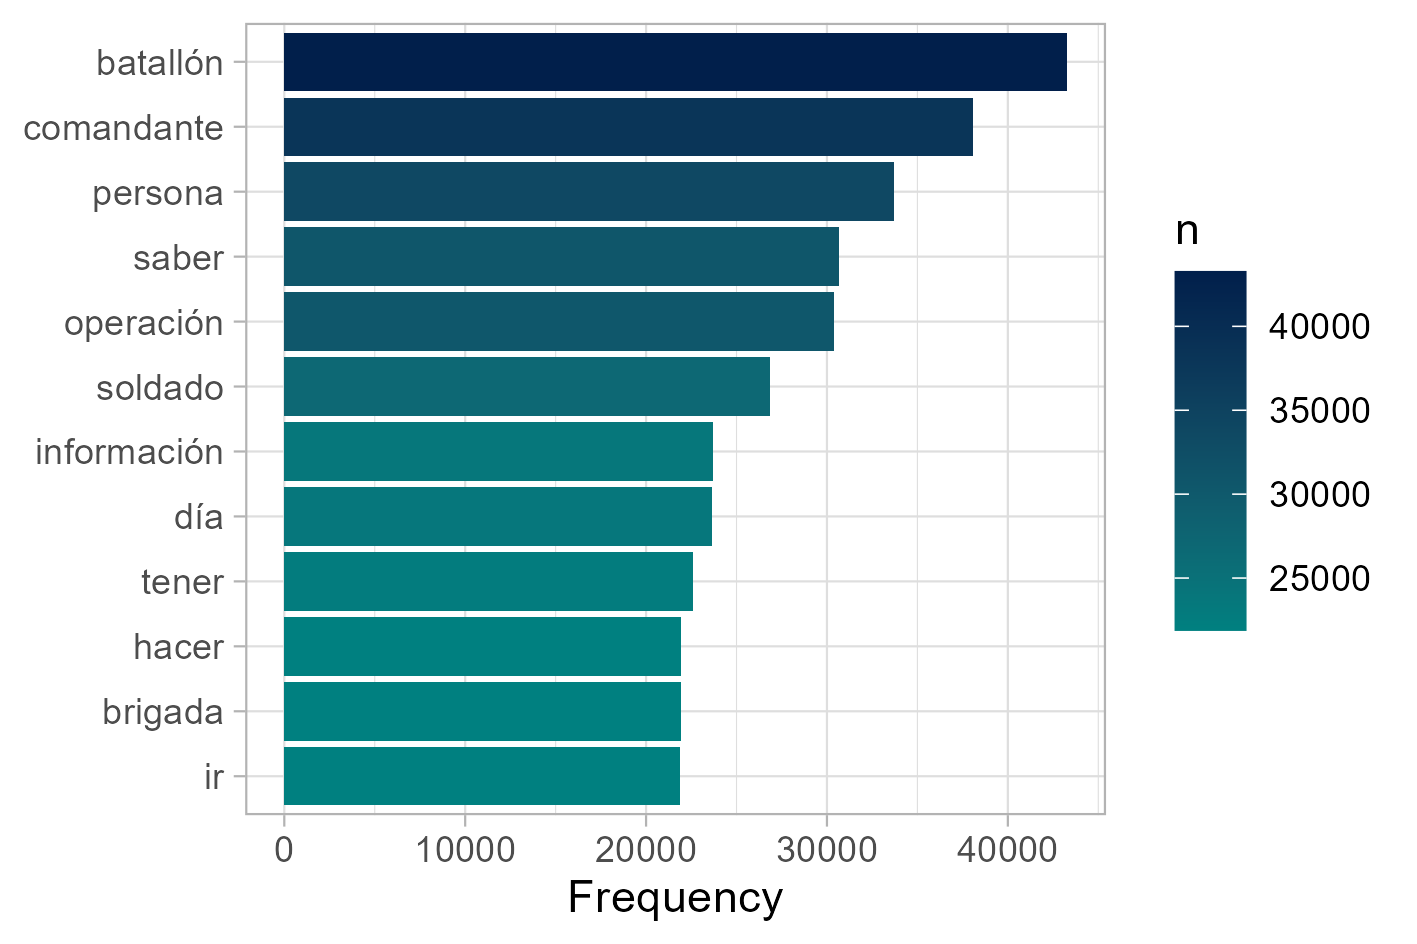 batallón
comandante
persona
saber
operación
soldado
información
día
tener
hacer
brigada
ir
0 10000 20000 30000 40000
Frequency
n
40000
35000
30000
25000